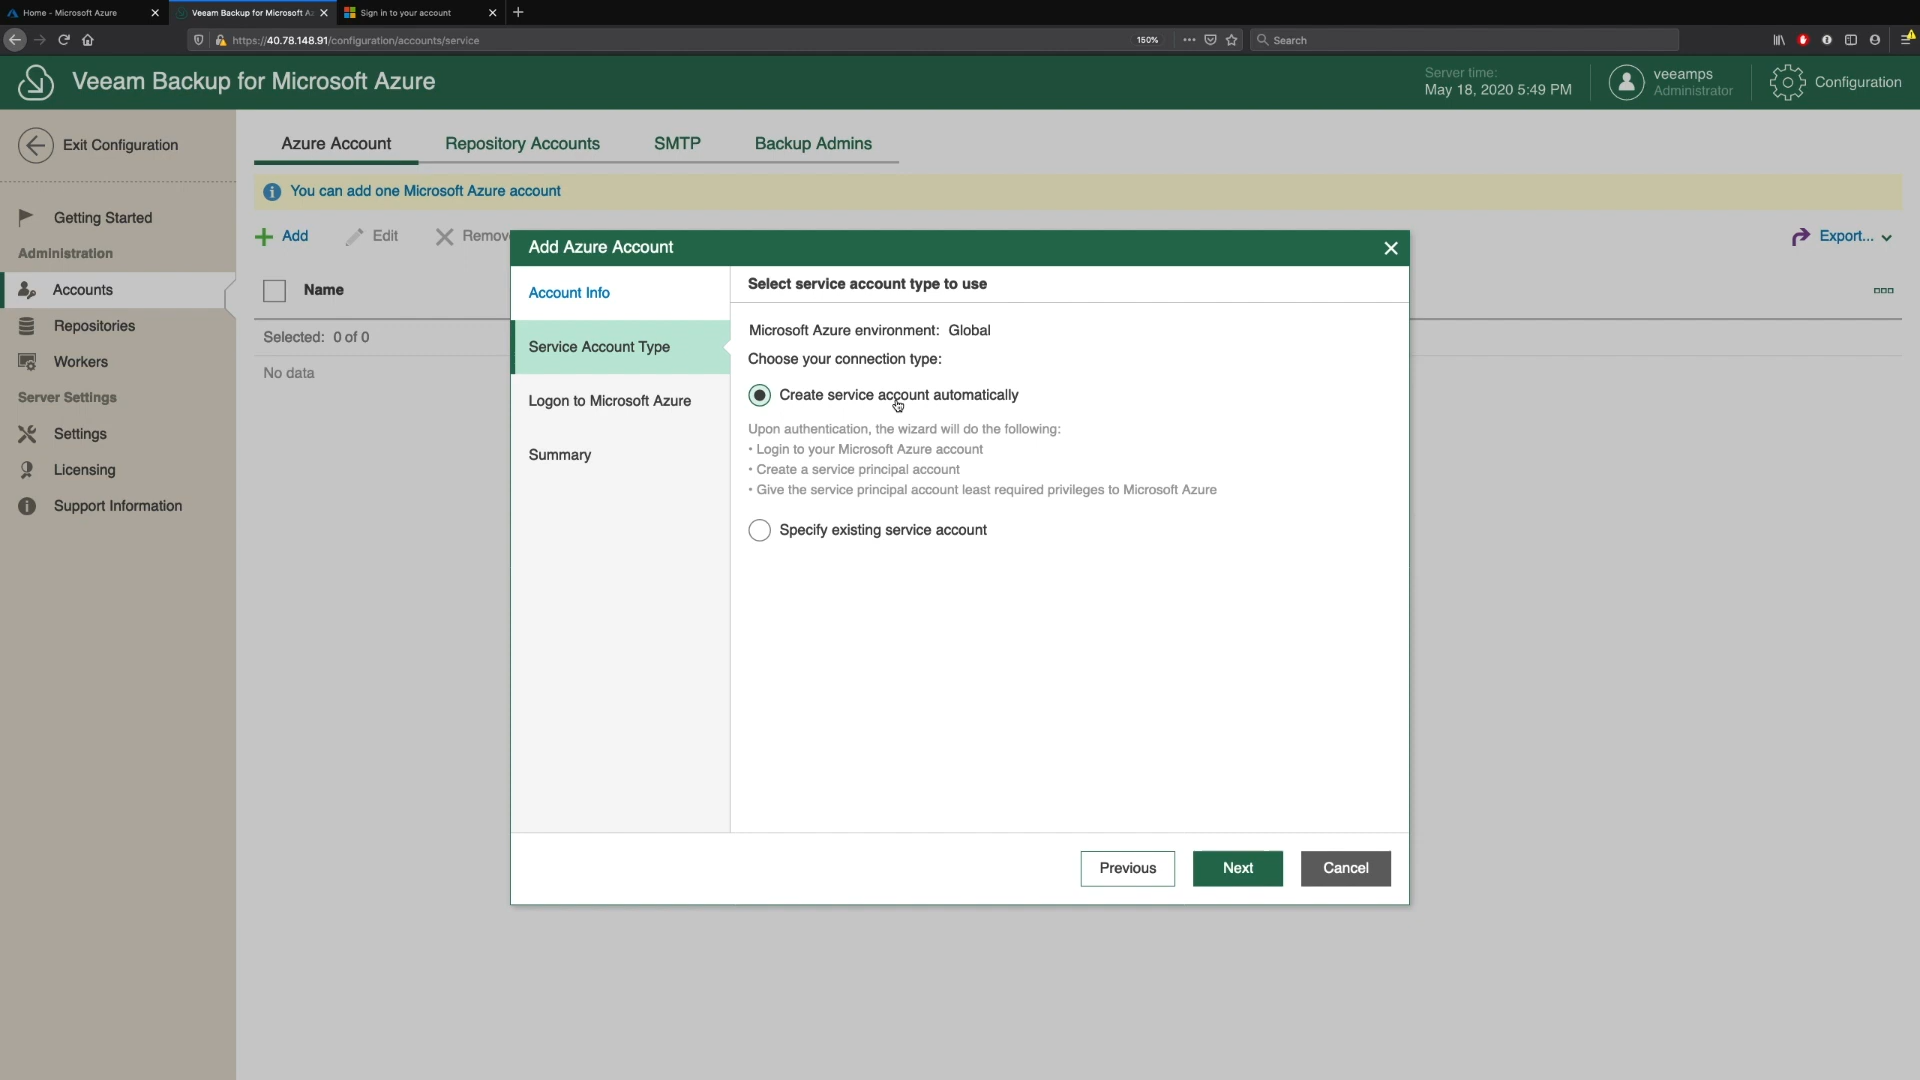 Home - Microsoft Azure
Veeam Backup for Microsoft Az
Sign in to your account
https://40.78.148.91/configuration/accounts/service
150%
Search
Veeam Backup for Microsoft Azure
Server time:
May 18, 2020 5:49 PM
veeamps
Administrator
Configuration
Exit Configuration
Azure Account
Repository Accounts
SMTP
Backup Admins
You can add one Microsoft Azure account
Getting Started
Add
Edit
Remov
Export...
Administration
Accounts
Name
Repositories
Selected: 0 of 0
Workers
No data
Server Settings
Settings
Licensing
Support Information
Add Azure Account
Account Info
Service Account Type
Logon to Microsoft Azure
Summary
Select service account type to use
Microsoft Azure environment: Global
Choose your connection type:
Create service account automatically
Upon authentication, the wizard will do the following:
• Login to your Microsoft Azure account
• Create a service principal account
• Give the service principal account least required privileges to Microsoft Azure
Specify existing service account
Previous
Next
Cancel